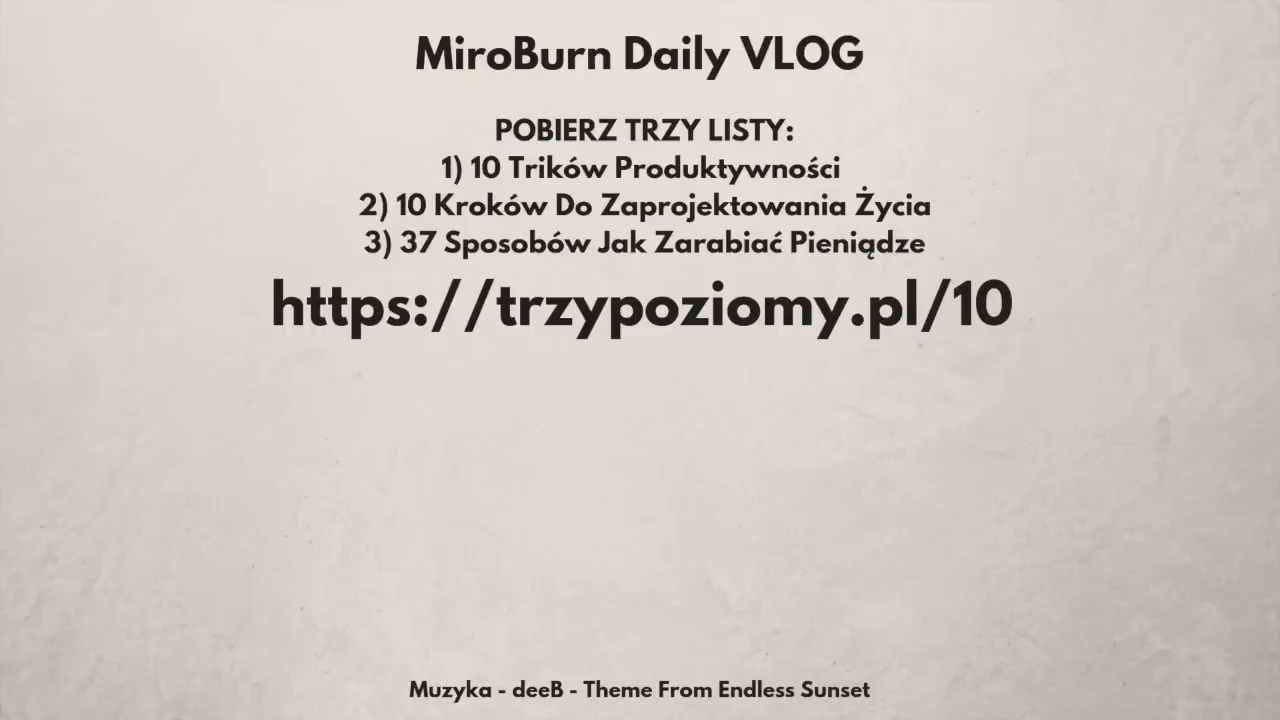 MiroBurn Daily VLOG
POBIERZ TRZY LISTY:
1) 10 Trików Produktywności
2) 10 Kroków Do Zaprojektowania Życia
3) 37 Sposobów Jak Zarabiać Pieniądze
https://trzypoziomy.pl/10
Muzyka - deeB - Theme From Endless Sunset